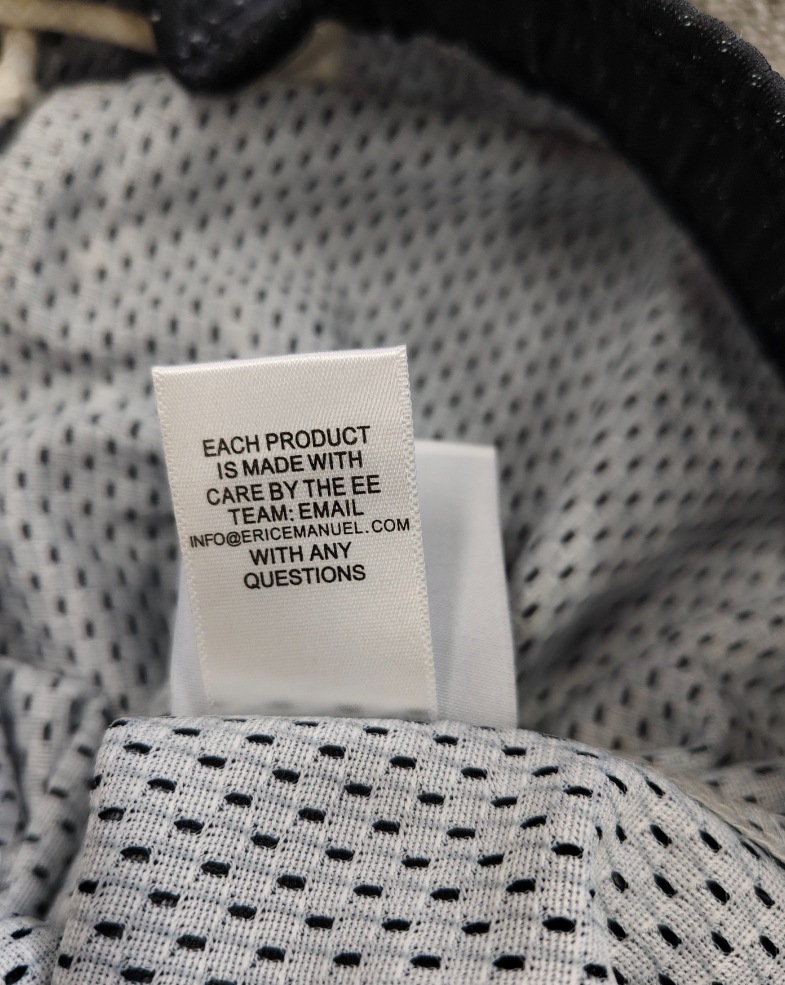 EACH PRODUCT
IS MADE WITH
CARE BY THE EE
TEAM: EMAIL
INFO@ERICEMANUEL.COM
WITH ANY
QUESTIONS